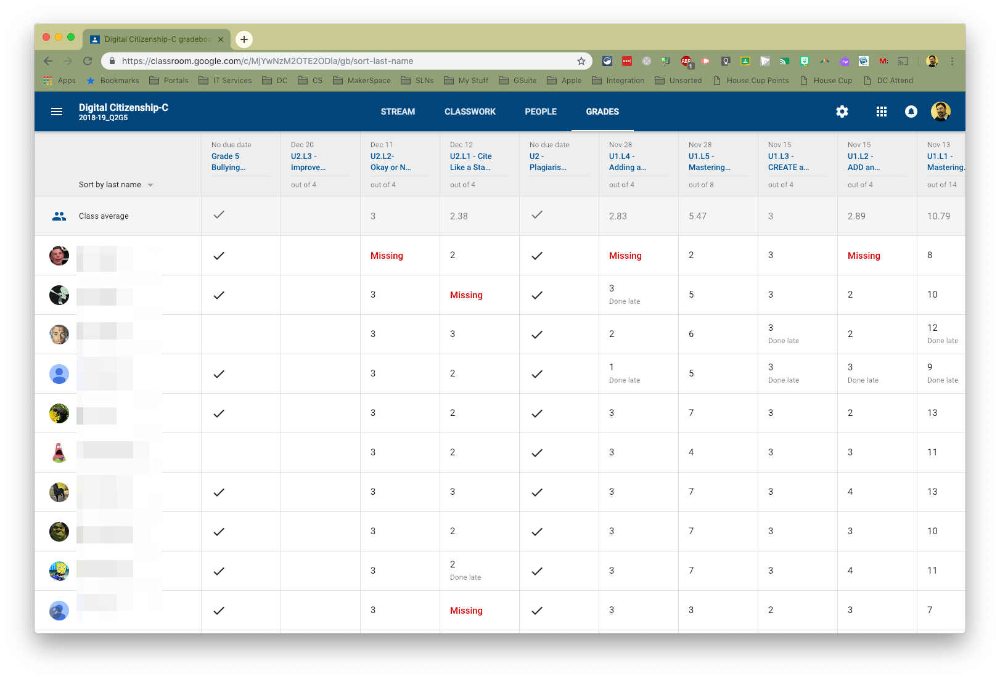 Digital Citizenship-C gradeboo
https://classroom.google.com/c/MjYwNzM2OTE2ODla/gb/sort-last-name
ABP
1
rw
M:
Apps Bookmarks Portals IT Services DC CS MakerSpace SLNs My Stuff GSuite Apple Integration Unsorted House Cup Points House Cup DC Attend
Digital Citizenship-C
2018-19_Q2G5
STREAM CLASSWORK PEOPLE GRADES
No due date Dec 20 Dec 11 Dec 12 No due date Nov 28 Nov 28 Nov 15 Nov 15 Nov 13
Grade 5 U2.L3 - U2.L2- U2.L1 - Cite U2 - U1.L4 - U1.L5 - U1.L3 - U1.L2 - U1.L1 -
Bullying... Improve... Okay or N... Like a Sta... Plagiaris... Adding a... Mastering... CREATE a... ADD an... Mastering.
Sort by last name out of 4 out of 4 out of 4 out of 4 out of 8 out of 4 out of 4 out of 14
Class average 3 2.38 2.83 5.47 3 2.89 10.79
Missing 2 Missing 2 3 Missing 8
3 Missing 3 5 3 2 10
Done late
3 3 2 6 3 2 12
Done late Done late
3 2 1 5 3 3 9
Done late Done late Done late Done late
3 2 3 7 3 2 13
3 2 3 4 3 3 11
3 3 3 7 3 4 13
3 2 3 7 3 3 10
3 2 3 7 3 4 11
Done late
3 Missing 3 3 2 3 7